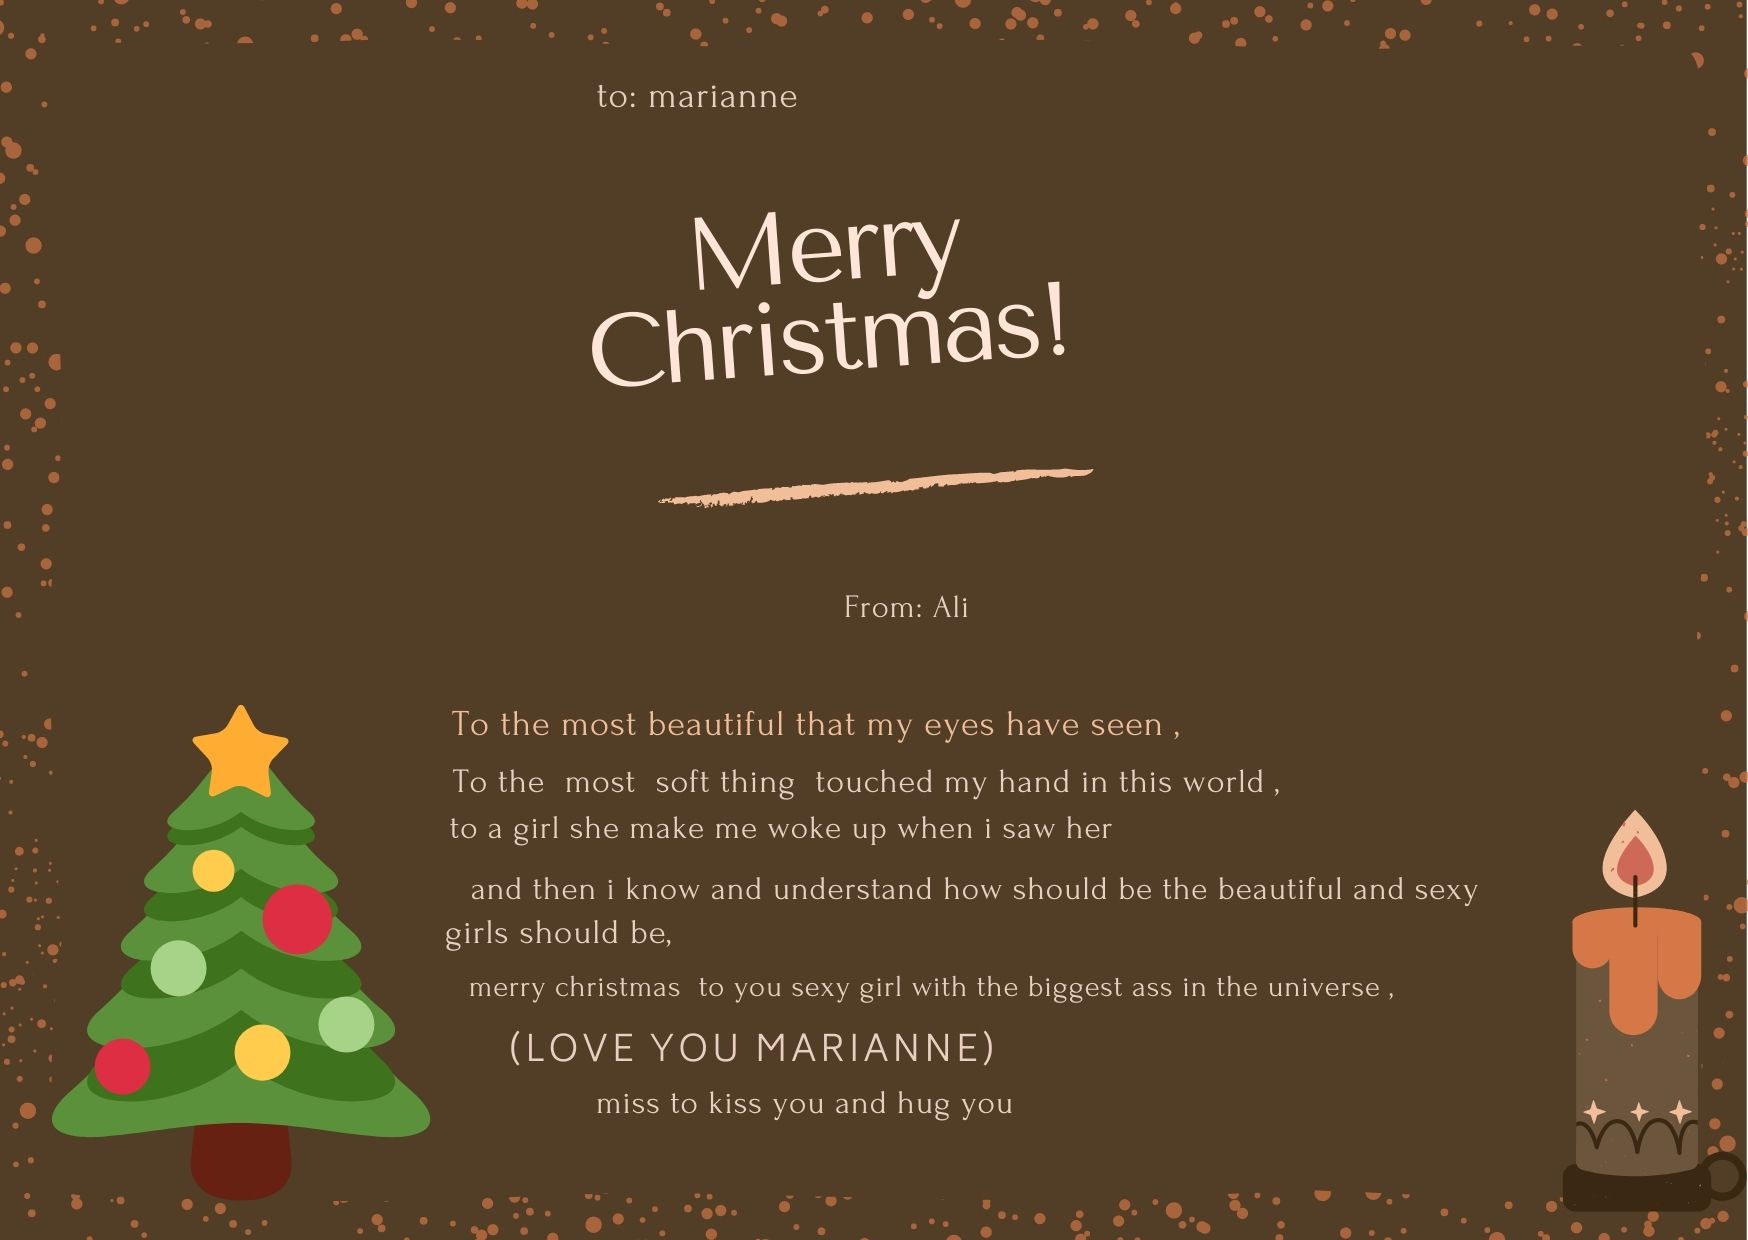 to: marianne
Merry
Christmas!
From: Ali
To the most beautiful that my eyes have seen ,
To the most soft thing touched my hand in this world ,
to a girl she make me woke up when i saw her
and then i know and understand how should be the beautiful and sexy
girls should be,
merry christmas to you sexy girl with the biggest ass in the universe ,
(LOVE YOU MARIANNE)
miss to kiss you and hug you